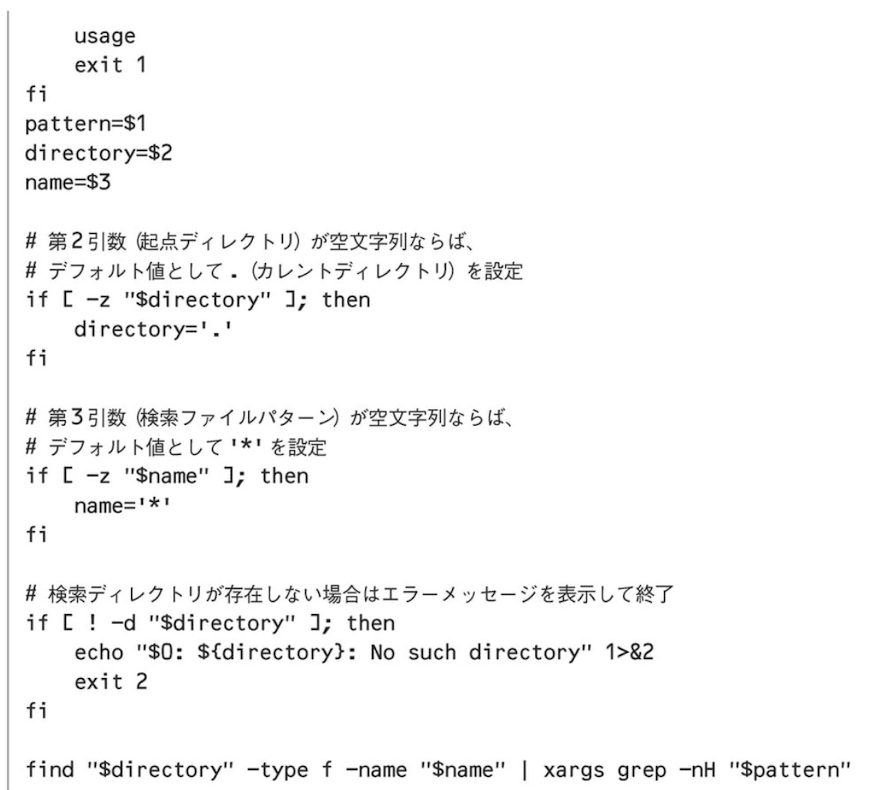 usage
exit 1
fi
pattern=$1
directory=$2
name=$3
# 第2引数（起点ディレクトリ）が空文字列ならば、
# デフォルト値として . （カレントディレクトリ）を設定
if [ -z "$directory" ]; then
directory='.'
fi
# 第3引数（検索ファイルパターン）が空文字列ならば、
# デフォルト値として '*' を設定
if [ -z "$name" ]; then
name='*'
fi
# 検索ディレクトリが存在しない場合はエラーメッセージを表示して終了
if [ ! -d "$directory" ]; then
echo "$0: ${directory}: No such directory" 1>&2
exit 2
fi
find "$directory" -type f -name "$name" | xargs grep -nH "$pattern"